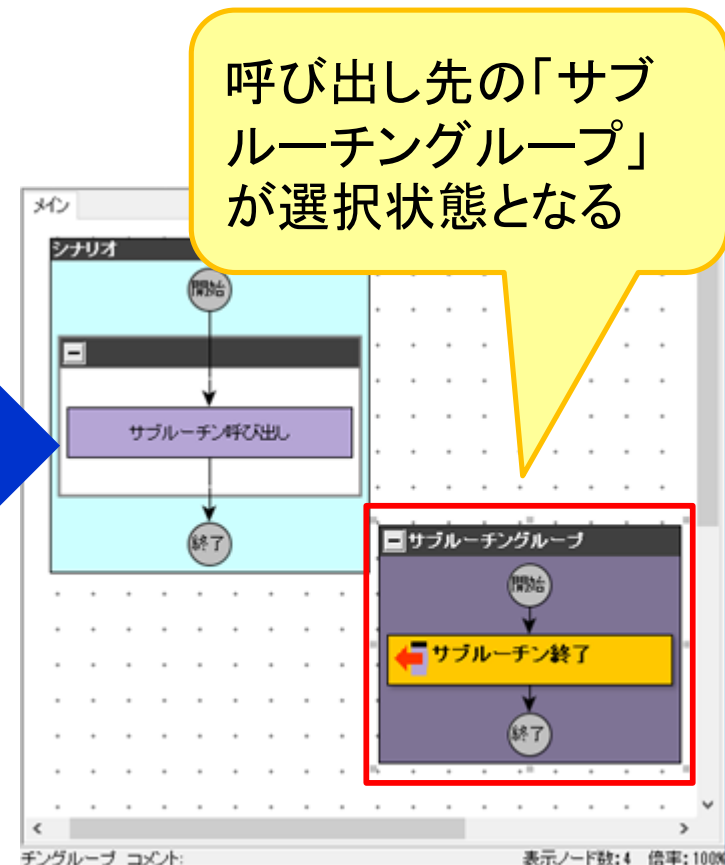 呼び出し先の「サブ
ルーチングループ」
が選択状態となる
メイン
シナリオ
開始
サブルーチン呼び出し
終了
サブルーチングループ
開始
サブルーチン終了
終了
チングループ コメント:
表示ノード数:4 倍率:100%